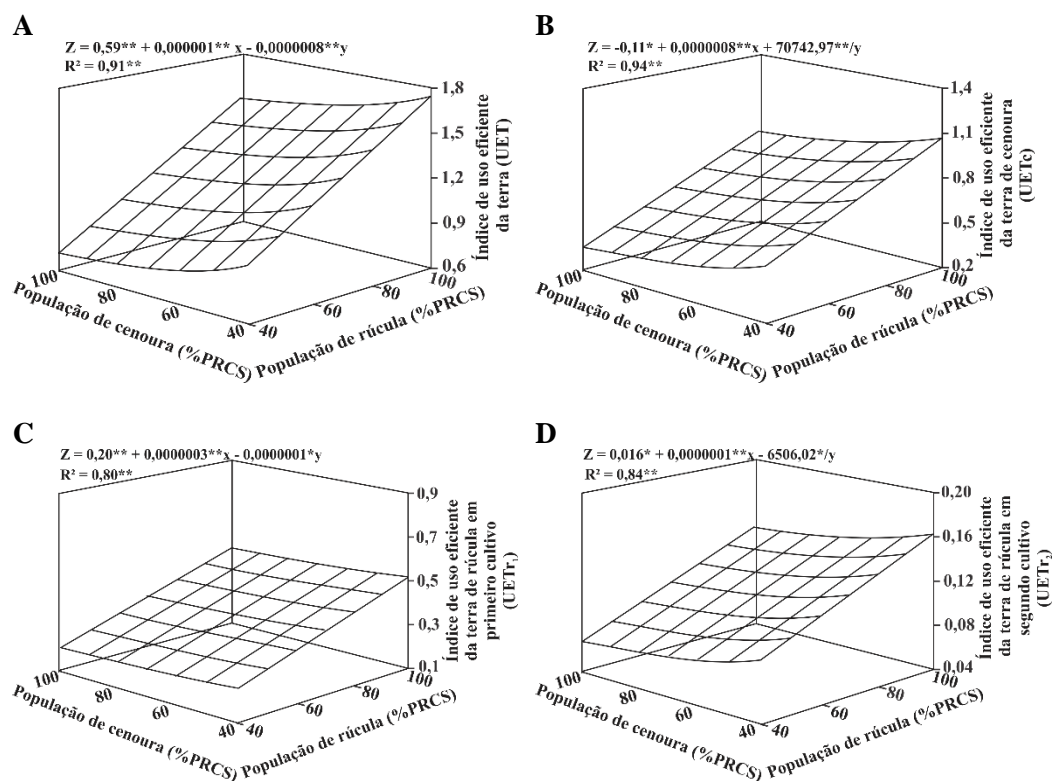 A
Z = 0,59** + 0,000001** x - 0,0000008**y
R² = 0,91**
1,8
1,5
1,2
0,9
0,6
Índice de uso eficiente
da terra (UET)
100
80
60
40
População de cenoura (%PRCS)
40
60
80
100
População de rúcula (%PRCS)
B
Z = -0,11* + 0,0000008**x + 70742,97**/y
R² = 0,94**
1,4
1,1
0,8
0,5
0,2
Índice de uso eficiente
da terra de cenoura
(UETc)
100
80
60
40
População de cenoura (%PRCS)
40
60
80
100
População de rúcula (%PRCS)
C
Z = 0,20** + 0,0000003**x - 0,0000001*y
R² = 0,80**
0,9
0,7
0,5
0,3
0,1
Índice de uso eficiente
da terra de rúcula em
primeiro cultivo
(UETr₁)
100
80
60
40
População de cenoura (%PRCS)
40
60
80
100
População de rúcula (%PRCS)
D
Z = 0,016* + 0,0000001**x - 6506,02*/y
R² = 0,84**
0,20
0,16
0,12
0,08
0,04
Índice de uso eficiente
da terra de rúcula em
segundo cultivo
(UETr₂)
100
80
60
40
População de cenoura (%PRCS)
40
60
80
100
População de rúcula (%PRCS)